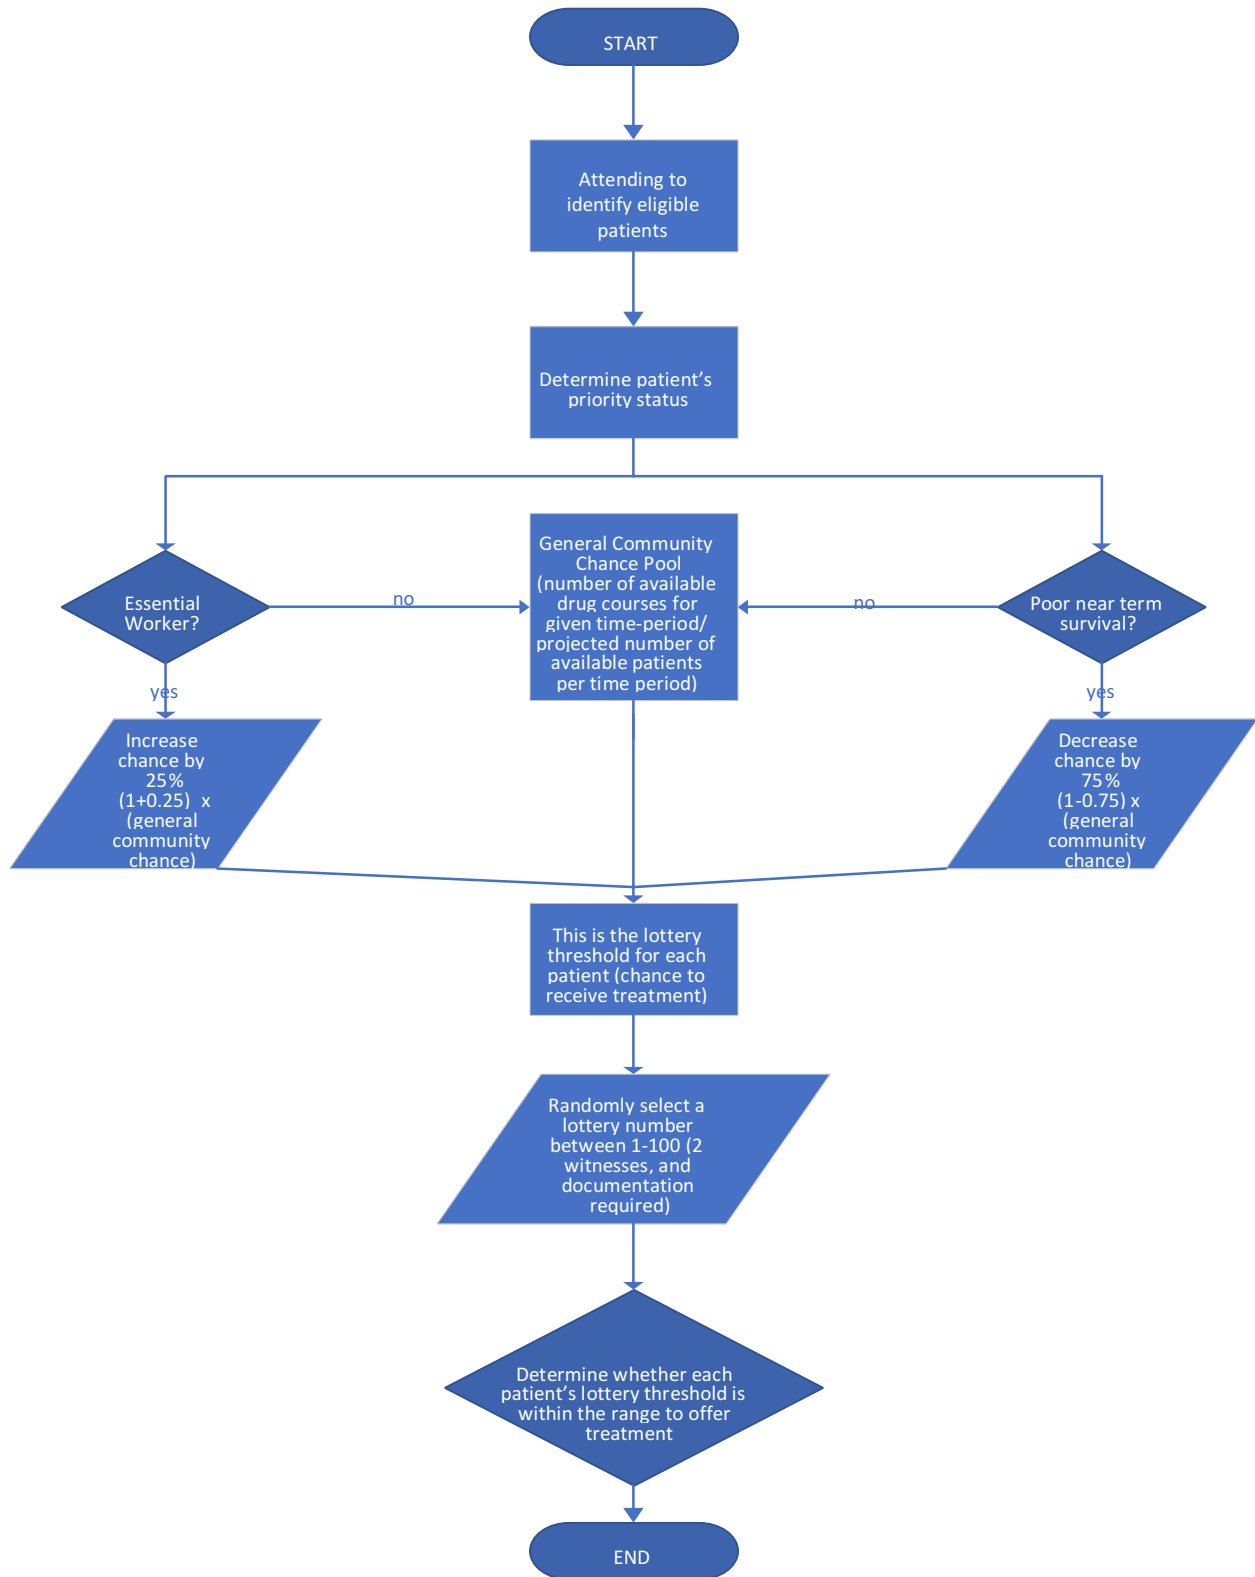 START
Attending to
identify eligible
patients
Determine patient's
priority status
Essential
Worker?
no
General Community
Chance Pool
(number of available
drug courses for
given time-period/
projected number of
available patients
per time period)
no
Poor near term
survival?
yes
yes
Increase
chance by
25%
(1+0.25) x
(general
community
chance)
Decrease
chance by
75%
(1-0.75) x
(general
community
chance)
This is the lottery
threshold for each
patient (chance to
receive treatment)
Randomly select a
lottery number
between 1-100 (2
witnesses, and
documentation
required)
Determine whether each
patient's lottery threshold is
within the range to offer
treatment
END